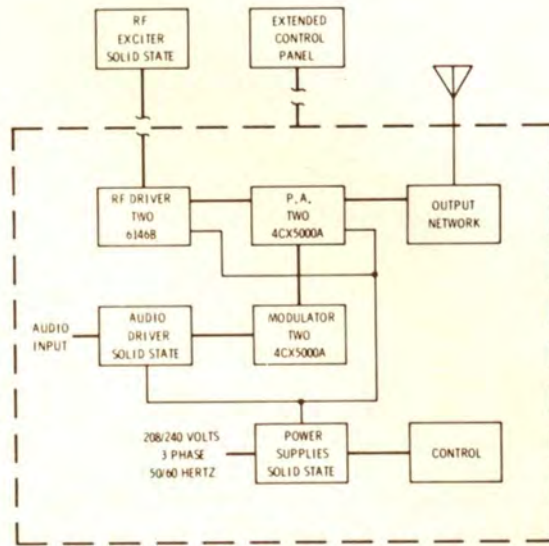 RF
EXCITER
SOLID STATE
EXTENDED
CONTROL
PANEL
RF DRIVER
TWO
6146B
P. A.
TWO
4CX5000A
OUTPUT
NETWORK
AUDIO
INPUT
AUDIO
DRIVER
SOLID STATE
MODULATOR
TWO
4CX5000A
208/240 VOLTS
3 PHASE
50/60 HERTZ
POWER
SUPPLIES
SOLID STATE
CONTROL